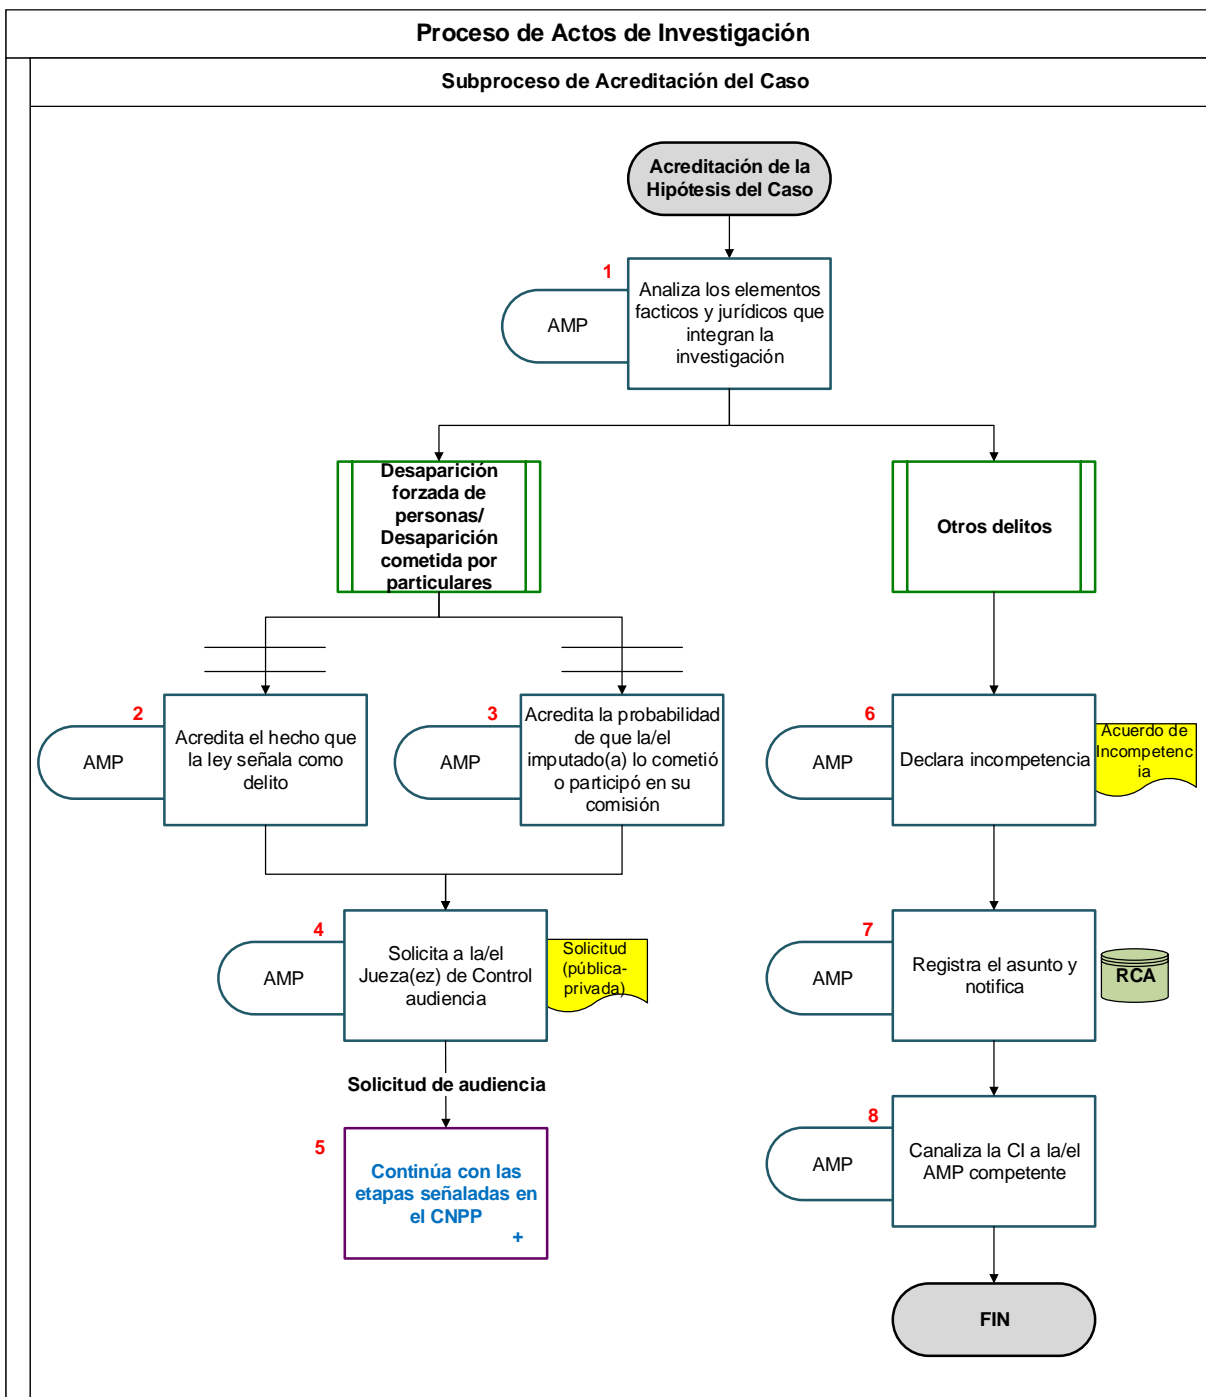 Proceso de Actos de Investigación
Subproceso de Acreditación del Caso
Acreditación de la
Hipótesis del Caso
1
AMP
Analiza los elementos
facticos y jurídicos que
integran la
investigación
Desaparición
forzada de
personas/
Desaparición
cometida por
particulares
Otros delitos
2
AMP
Acredita el hecho que
la ley señala como
delito
3
AMP
Acredita la probabilidad
de que la/el
imputado(a) lo cometió
o participó en su
comisión
6
AMP
Declara incompetencia
Acuerdo de
Incompetenc
ia
4
AMP
Solicita a la/el
Jueza(ez) de Control
audiencia
Solicitud
(pública-
privada)
7
AMP
Registra el asunto y
notifica
RCA
Solicitud de audiencia
5
Continúa con las
etapas señaladas en
el CNPP
+
8
AMP
Canaliza la CI a la/el
AMP competente
FIN